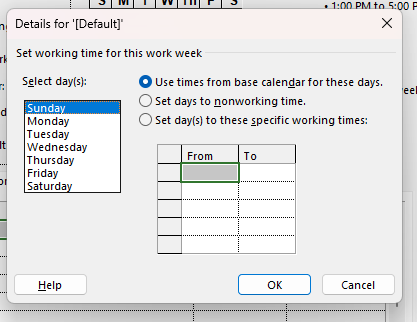 S M T W Th F S
• 1:00 PM to 5:00 P
Details for '[Default]'
Set working time for this work week
Select day(s):
Sunday
Monday
Tuesday
Wednesday
Thursday
Friday
Saturday
Use times from base calendar for these days.
Set days to nonworking time.
Set day(s) to these specific working times:
From To
Help
OK
Cancel